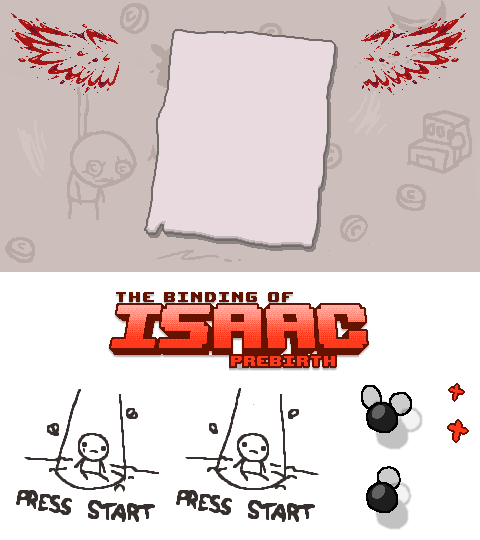 THE BINDING OF
ISAAC
PREBIRTH
PRESS START
PRESS START